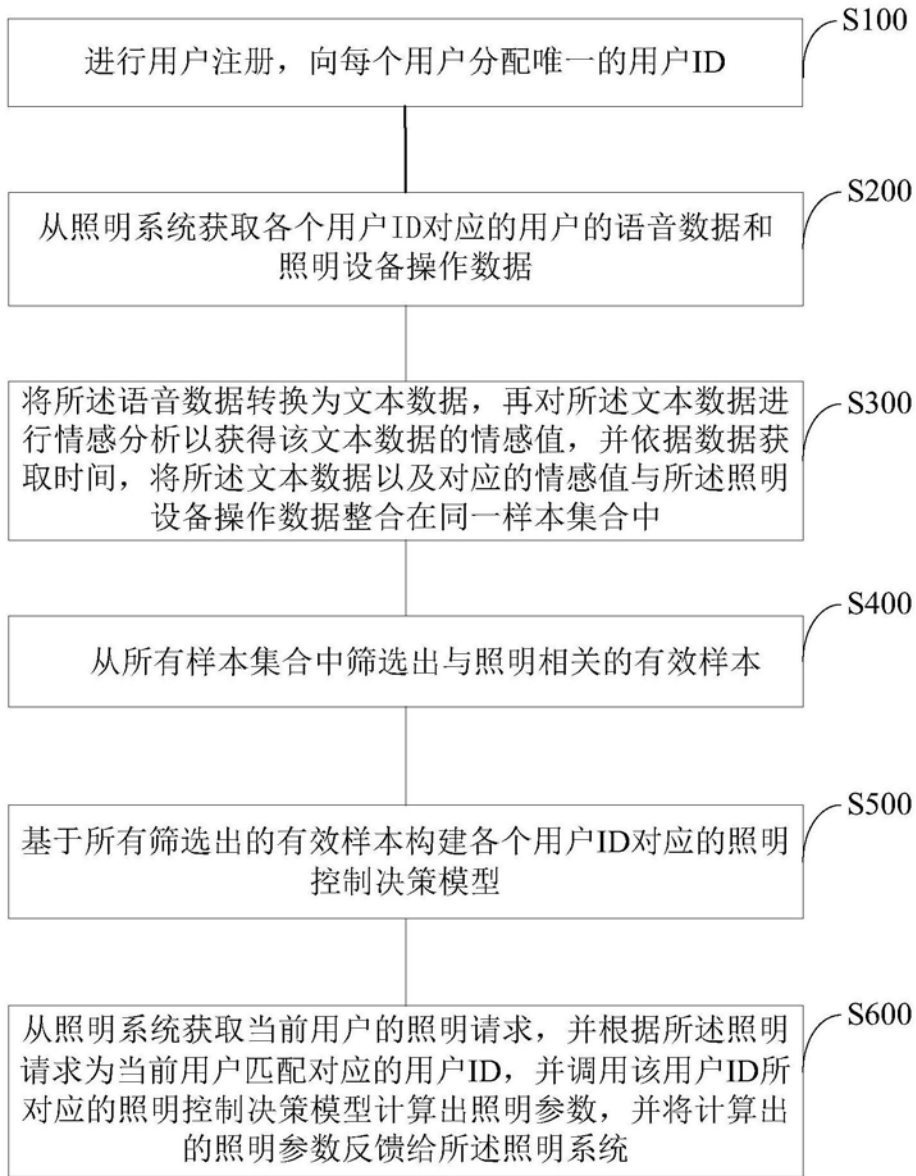 S100
进行用户注册，向每个用户分配唯一的用户ID
S200
从照明系统获取各个用户ID对应的用户的语音数据和
照明设备操作数据
S300
将所述语音数据转换为文本数据，再对所述文本数据进
行情感分析以获得该文本数据的情感值，并依据数据获
取时间，将所述文本数据以及对应的情感值与所述照明
设备操作数据整合在同一样本集合中
S400
从所有样本集合中筛选出与照明相关的有效样本
S500
基于所有筛选出的有效样本构建各个用户ID对应的照明
控制决策模型
S600
从照明系统获取当前用户的照明请求，并根据所述照明
请求为当前用户匹配对应的用户ID，并调用该用户ID所
对应的照明控制决策模型计算出照明参数，并将计算出
的照明参数反馈给所述照明系统